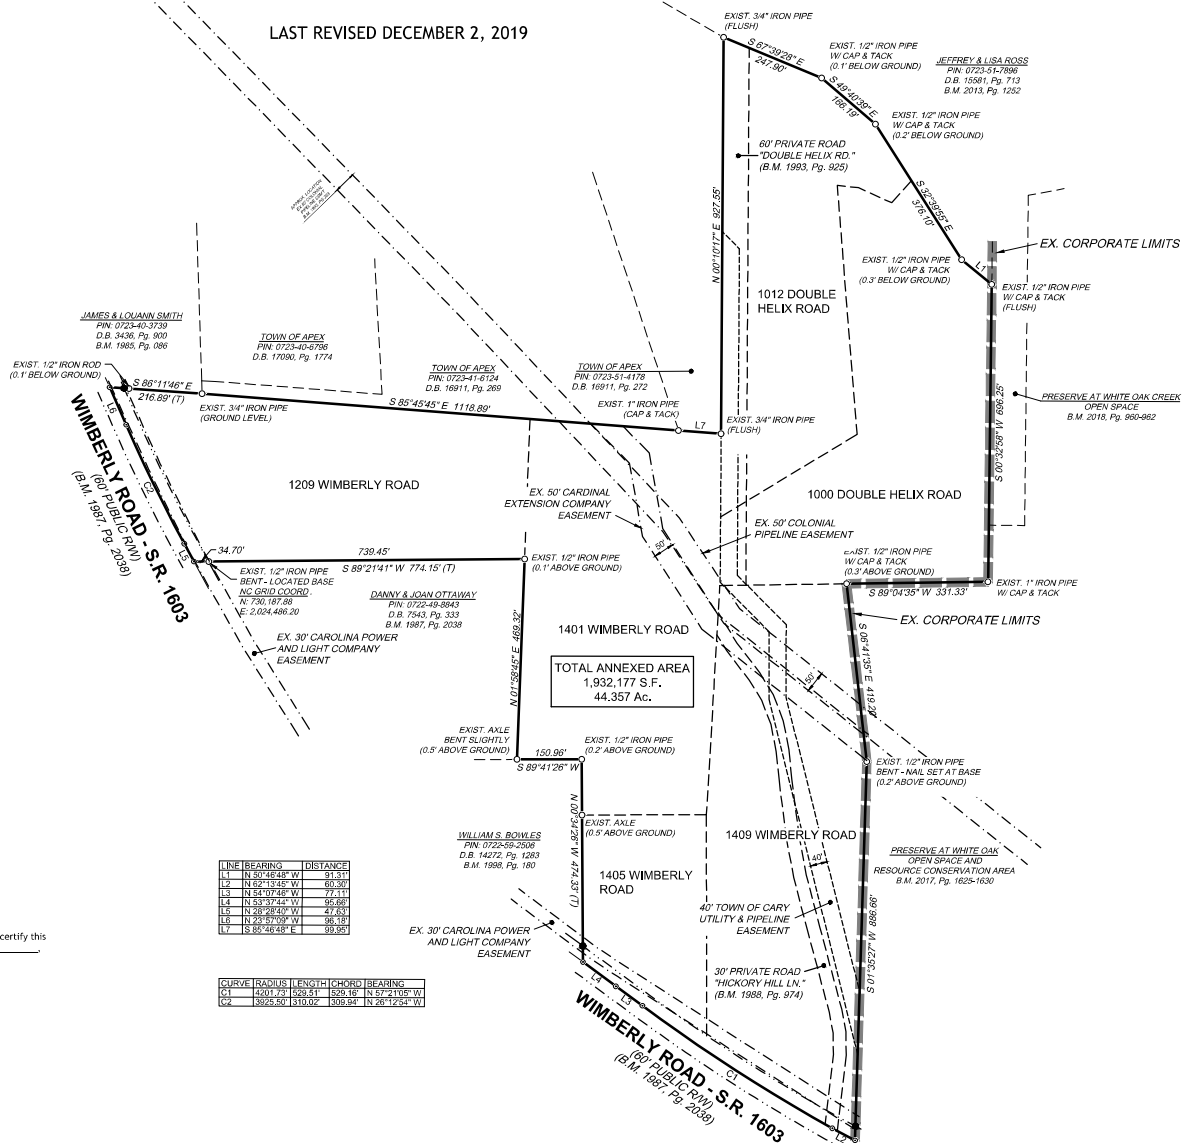 LAST REVISED DECEMBER 2, 2019
EXIST. 3/4" IRON PIPE
(FLUSH)
S 67°39'28" E
247.90'
EXIST. 1/2" IRON PIPE
W/ CAP & TACK
(0.1' BELOW GROUND)
JEFFREY & LISA ROSS
PIN: 0723-51-7896
D.B. 15581, Pg. 713
B.M. 2013, Pg. 1252
S 49°40'39" E
166.19'
EXIST. 1/2" IRON PIPE
W/ CAP & TACK
(0.2' BELOW GROUND)
60' PRIVATE ROAD
"DOUBLE HELIX RD."
(B.M. 1993, Pg. 925)
S 32°39'55" E
376.10'
N 00°10'17" E 927.55'
EX. CORPORATE LIMITS
EXIST. 1/2" IRON PIPE
W/ CAP & TACK
(0.3' BELOW GROUND)
L1
EXIST. 1/2" IRON PIPE
W/ CAP & TACK
(FLUSH)
1012 DOUBLE
HELIX ROAD
JAMES & LOUANN SMITH
PIN: 0723-40-3739
D.B. 3436, Pg. 900
B.M. 1985, Pg. 086
TOWN OF APEX
PIN: 0723-40-6796
D.B. 17090, Pg. 1774
EXIST. 1/2" IRON ROD
(0.1' BELOW GROUND)
S 86°11'46" E
216.89' (T)
TOWN OF APEX
PIN: 0723-41-6124
D.B. 16911, Pg. 269
TOWN OF APEX
PIN: 0723-51-4178
D.B. 16911, Pg. 272
S 85°45'45" E 1118.89'
EXIST. 3/4" IRON PIPE
(GROUND LEVEL)
EXIST. 1" IRON PIPE
(CAP & TACK)
L7
EXIST. 3/4" IRON PIPE
(FLUSH)
PRESERVE AT WHITE OAK CREEK
OPEN SPACE
B.M. 2018, Pg. 960-962
S 00°32'58" W 696.25'
L6
C2
L5
WIMBERLY ROAD - S.R. 1603
(60' PUBLIC R/W)
(B.M. 1987, Pg. 2038)
1209 WIMBERLY ROAD
EX. 50' CARDINAL
EXTENSION COMPANY
EASEMENT
1000 DOUBLE HELIX ROAD
EX. 50' COLONIAL
PIPELINE EASEMENT
50'
34.70'
739.45'
S 89°21'41" W 774.15' (T)
EXIST. 1/2" IRON PIPE
(0.1' ABOVE GROUND)
EXIST. 1/2" IRON PIPE
W/ CAP & TACK
(0.3' ABOVE GROUND)
S 89°04'35" W 331.33'
EXIST. 1" IRON PIPE
W/ CAP & TACK
EXIST. 1/2" IRON PIPE
BENT - LOCATED BASE
NC GRID COORD.
N: 730,187.88
E: 2,024,486.20
DANNY & JOAN OTTAWAY
PIN: 0722-49-8843
D.B. 7543, Pg. 333
B.M. 1987, Pg. 2038
EX. CORPORATE LIMITS
EX. 30' CAROLINA POWER
AND LIGHT COMPANY
EASEMENT
N 01°58'45" E 469.32'
1401 WIMBERLY ROAD
TOTAL ANNEXED AREA
1,932,177 S.F.
44.357 Ac.
S 06°41'35" E 419.20'
50'
EXIST. AXLE
BENT SLIGHTLY
(0.5' ABOVE GROUND)
150.96'
S 89°41'26" W
EXIST. 1/2" IRON PIPE
(0.2' ABOVE GROUND)
EXIST. 1/2" IRON PIPE
BENT - NAIL SET AT BASE
(0.2' ABOVE GROUND)
N 00°34'26" W 474.33' (T)
EXIST. AXLE
(0.5' ABOVE GROUND)
WILLIAM S. BOWLES
PIN: 0722-59-2506
D.B. 14272, Pg. 1283
B.M. 1998, Pg. 180
1409 WIMBERLY ROAD
PRESERVE AT WHITE OAK
OPEN SPACE AND
RESOURCE CONSERVATION AREA
B.M. 2017, Pg. 1625-1630
1405 WIMBERLY
ROAD
40'
LINE BEARING DISTANCE
L1 N 50°46'48" W 91.31'
L2 N 62°13'45" W 60.30'
L3 N 54°07'46" W 77.11'
L4 N 53°37'44" W 95.66'
L5 N 28°28'40" W 47.63'
L6 N 23°57'09" W 96.18'
L7 S 85°46'48" E 99.95'
40' TOWN OF CARY
UTILITY & PIPELINE
EASEMENT
EX. 30' CAROLINA POWER
AND LIGHT COMPANY
EASEMENT
certify this
S 01°35'27" W 886.66'
30' PRIVATE ROAD
"HICKORY HILL LN."
(B.M. 1988, Pg. 974)
L4
L3
CURVE RADIUS LENGTH CHORD BEARING
C1 4201.73' 529.51' 529.16' N 57°21'05" W
C2 3925.50' 310.02' 309.94' N 26°12'54" W
C1
WIMBERLY ROAD - S.R. 1603
(60' PUBLIC R/W)
(B.M. 1987, Pg. 2038)
L2